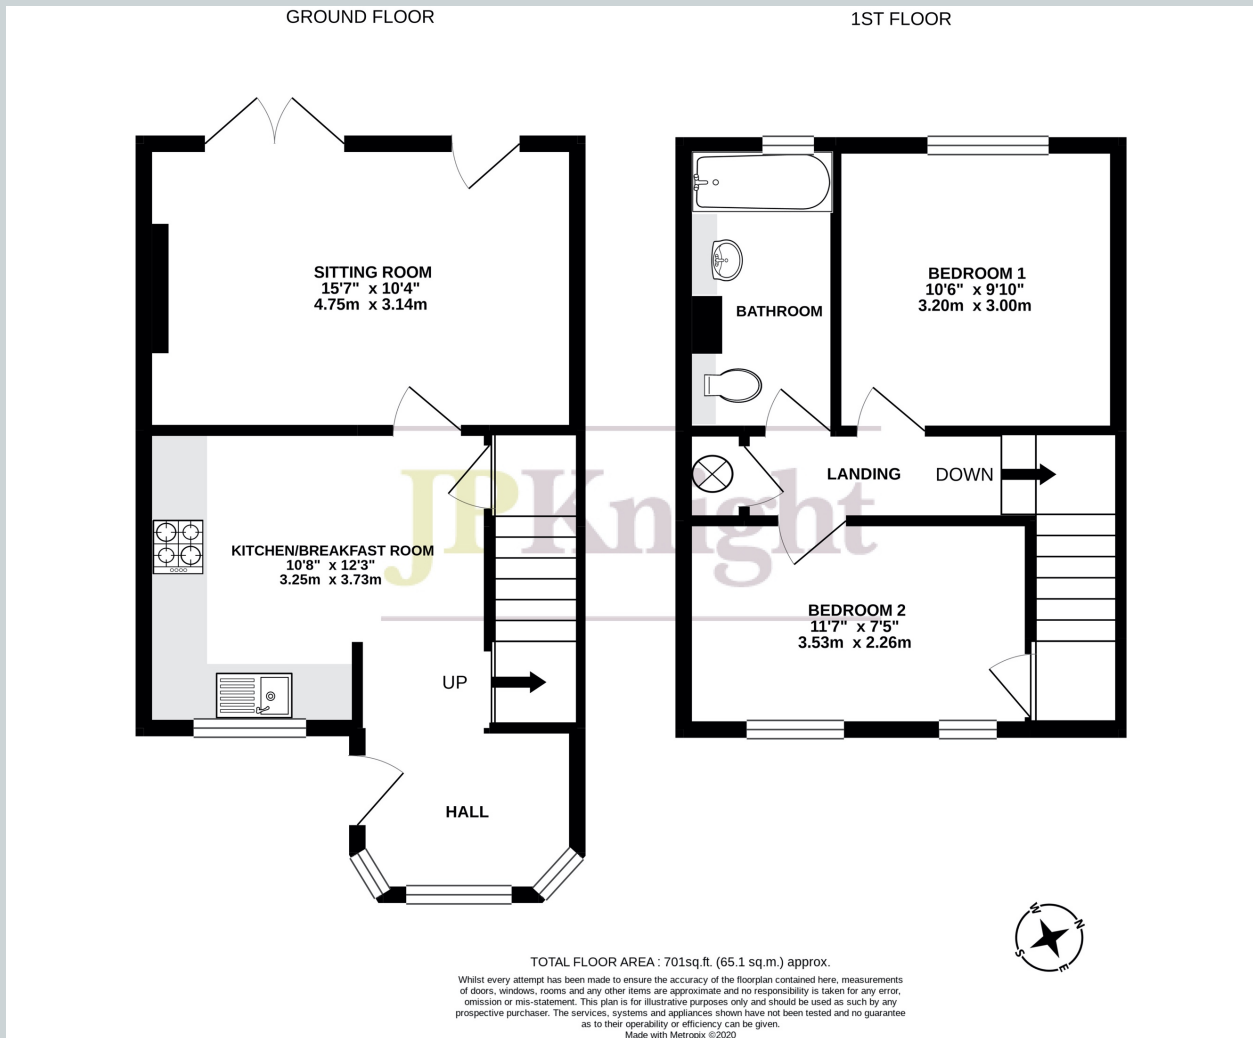 GROUND FLOOR
1ST FLOOR
SITTING ROOM
15'7" x 10'4"
4.75m x 3.14m
BEDROOM 1
10'6" x 9'10"
3.20m x 3.00m
BATHROOM
LANDING
DOWN
JPKnight
KITCHEN/BREAKFAST ROOM
10'8" x 12'3"
3.25m x 3.73m
BEDROOM 2
11'7" x 7'5"
3.53m x 2.26m
UP
HALL
W
N
S
E
TOTAL FLOOR AREA : 701sq.ft. (65.1 sq.m.) approx.
Whilst every attempt has been made to ensure the accuracy of the floorplan contained here, measurements
of doors, windows, rooms and any other items are approximate and no responsibility is taken for any error,
omission or mis-statement. This plan is for illustrative purposes only and should be used as such by any
prospective purchaser. The services, systems and appliances shown have not been tested and no guarantee
as to their operability or efficiency can be given.
Made with Metropix ©2020